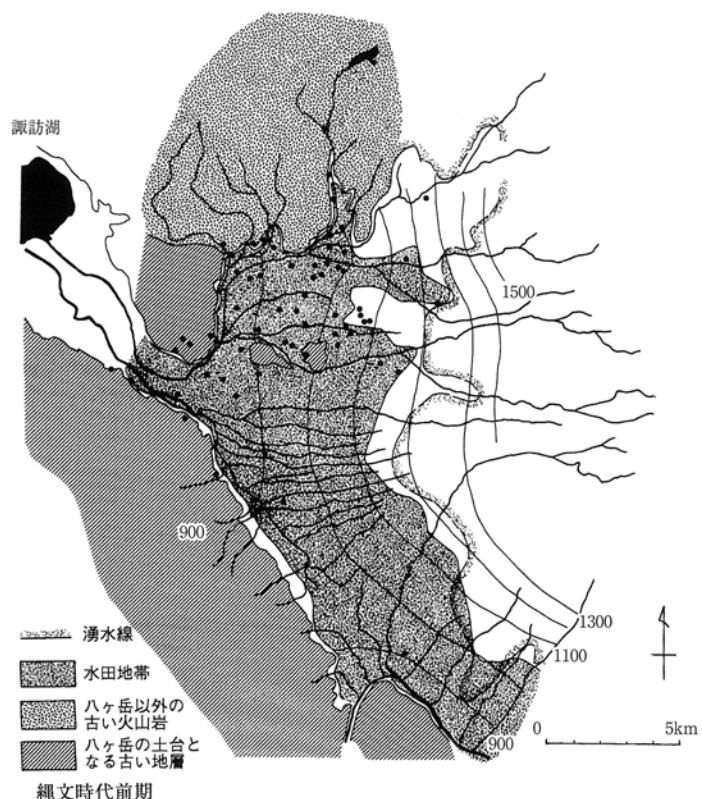 諏訪湖
1500
900
1300
1100
湧水線
水田地帯
八ヶ岳以外の
古い火山岩
八ヶ岳の土台と
なる古い地層
0
5km
900
縄文時代前期